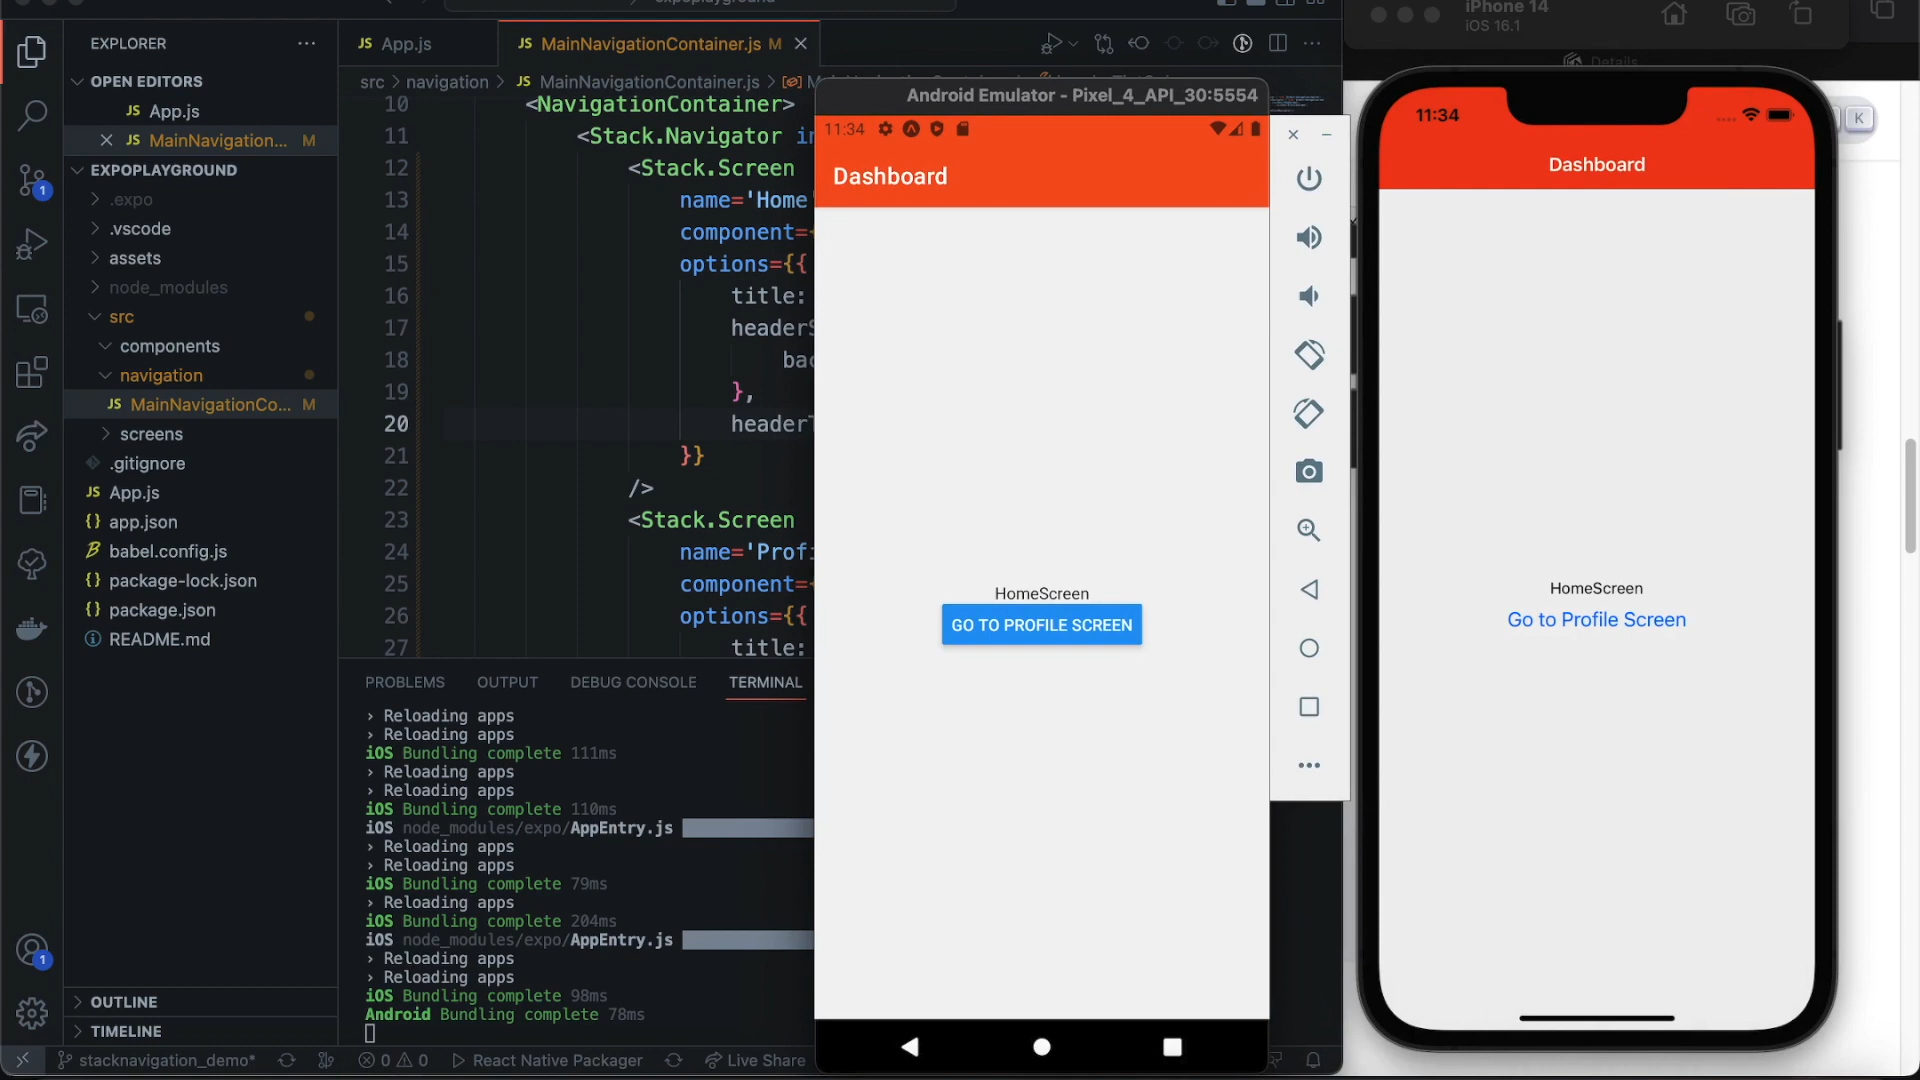 expoplayground
EXPLORER
OPEN EDITORS
JS App.js
JS MainNavigation... M
EXPOPLAYGROUND
.expo
.vscode
assets
node_modules
src
components
navigation
JS MainNavigationCo... M
screens
.gitignore
JS App.js
{} app.json
babel.config.js
{} package-lock.json
{} package.json
README.md
OUTLINE
TIMELINE
1
1
JS App.js
JS MainNavigationContainer.js M
src > navigation > JS MainNavigationContainer.js >
10 <NavigationContainer>
11 <Stack.Navigator
12 <Stack.Screen
13 name='Home
14 component=
15 options={{
16 title:
17 headerS
18 bac
19 },
20 header
21 }}
22 />
23 <Stack.Screen
24 name='Profi
25 component=
26 options={{
27 title:
PROBLEMS OUTPUT DEBUG CONSOLE TERMINAL
› Reloading apps
› Reloading apps
iOS Bundling complete 111ms
› Reloading apps
› Reloading apps
iOS Bundling complete 110ms
iOS node_modules/expo/AppEntry.js
› Reloading apps
› Reloading apps
iOS Bundling complete 79ms
› Reloading apps
iOS Bundling complete 204ms
iOS node_modules/expo/AppEntry.js
› Reloading apps
› Reloading apps
iOS Bundling complete 98ms
Android Bundling complete 78ms
stacknavigation_demo* 0 0 React Native Packager Live Share
Android Emulator - Pixel_4_API_30:5554
11:34
Dashboard
HomeScreen
GO TO PROFILE SCREEN
iPhone 14
iOS 16.1
Details
K
11:34
Dashboard
HomeScreen
Go to Profile Screen